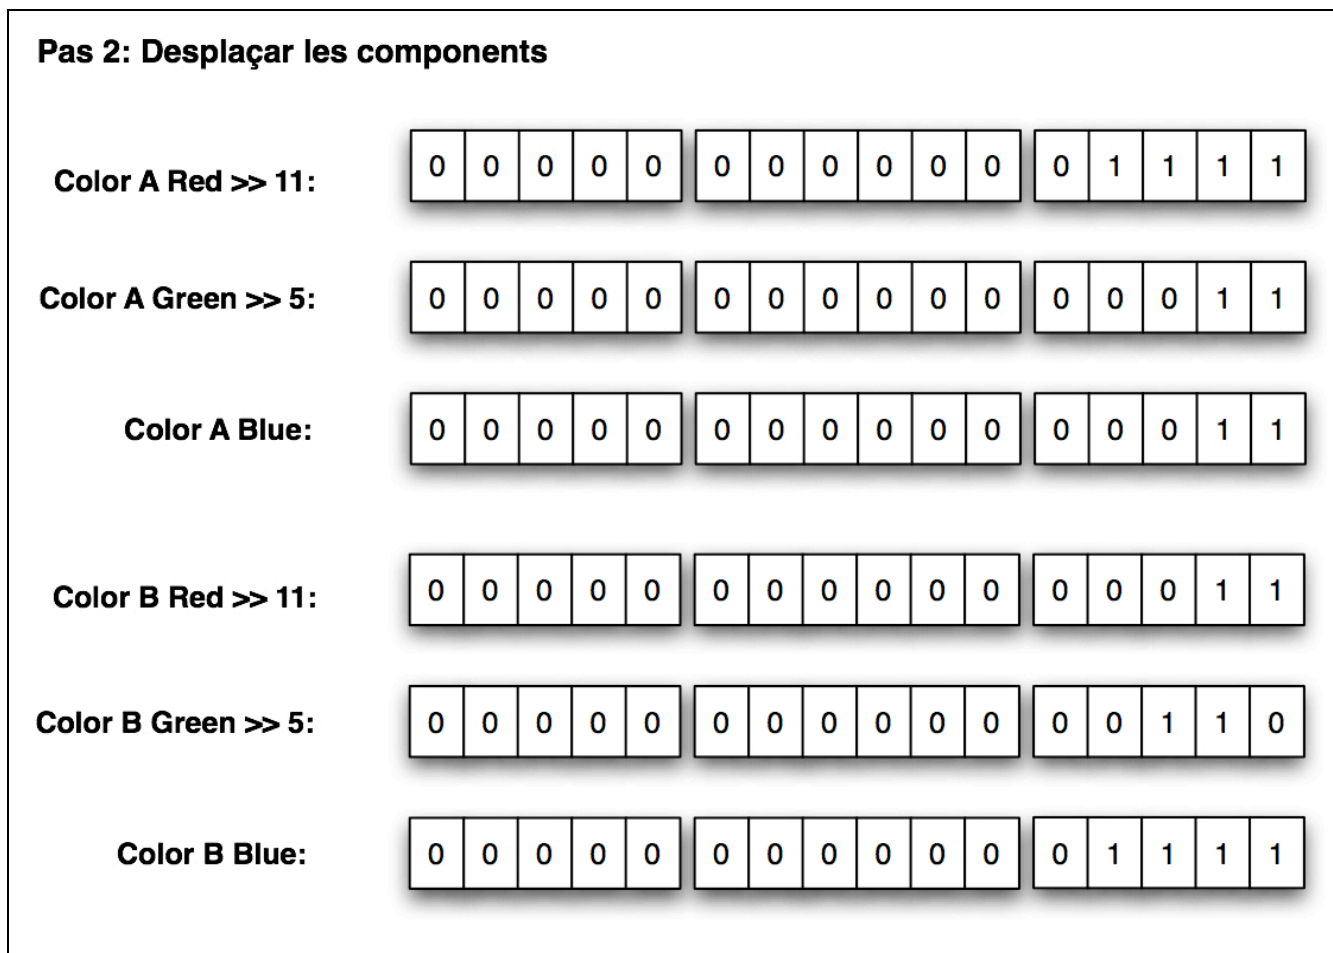 Pas 2: Desplaçar les components
Color A Red >> 11: 0 0 0 0 0 0 0 0 0 0 0 0 1 1 1 1
Color A Green >> 5: 0 0 0 0 0 0 0 0 0 0 0 0 0 0 1 1
Color A Blue: 0 0 0 0 0 0 0 0 0 0 0 0 0 0 1 1
Color B Red >> 11: 0 0 0 0 0 0 0 0 0 0 0 0 0 0 1 1
Color B Green >> 5: 0 0 0 0 0 0 0 0 0 0 0 0 0 1 1 0
Color B Blue: 0 0 0 0 0 0 0 0 0 0 0 0 1 1 1 1